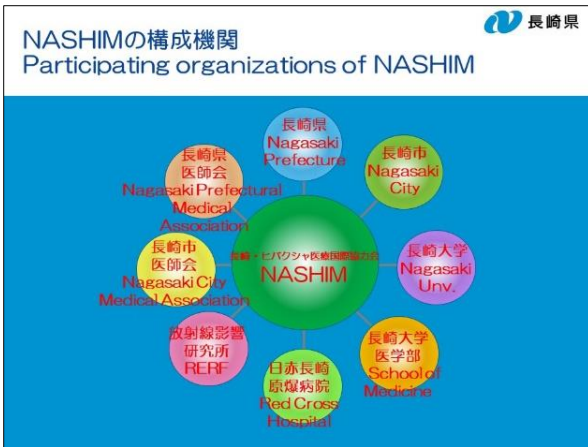 長崎県
NASHIMの構成機関
Participating organizations of NASHIM
長崎県
Nagasaki
Prefecture
長崎市
Nagasaki
City
長崎大学
Nagasaki
Unv.
長崎大学
医学部
School of
Medicine
日赤長崎
原爆病院
Red Cross
Hospital
放射線影響
研究所
RERF
長崎市
医師会
Nagasaki City
Medical Association
長崎県
医師会
Nagasaki Prefectural
Medical
Association
長崎・ヒバクシャ医療国際協力会
NASHIM